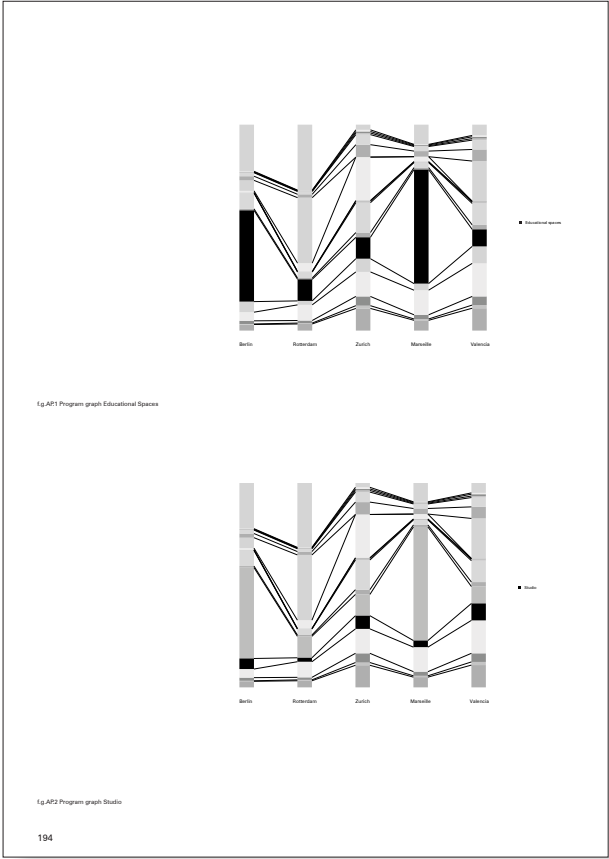 Educational spaces
Berlin Rotterdam Zurich Marseille Valencia
f.g.AP.1 Program graph Educational Spaces
Studio
Berlin Rotterdam Zurich Marseille Valencia
f.g.AP.2 Program graph Studio
194